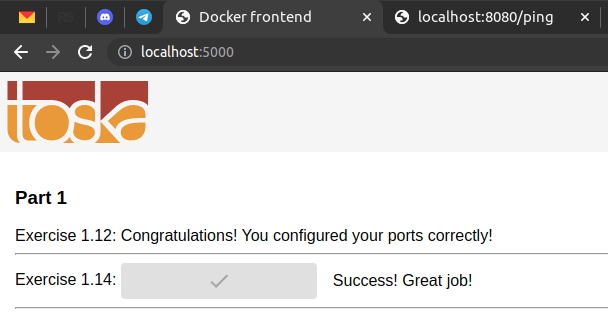 Docker frontend
localhost:8080/ping
localhost:5000
toska
Part 1
Exercise 1.12: Congratulations! You configured your ports correctly!
Exercise 1.14: Success! Great job!